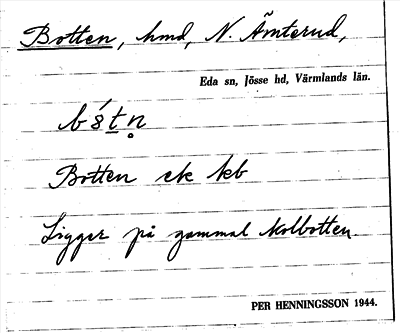 Botten, hmd, N. Ämterud,
Eda sn, Jösse hd, Värmlands län.
Botten ek kb
Ligger på gammal kolbotten.
PER HENNINGSSON 1944.